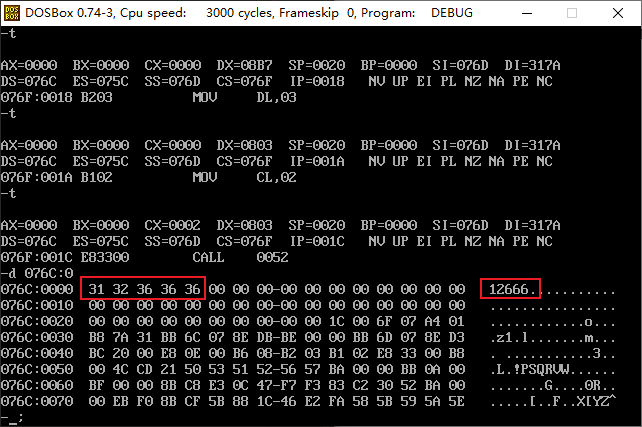 DOSBox 0.74-3, Cpu speed: 3000 cycles, Frameskip 0, Program: DEBUG
-t
AX=0000 BX=0000 CX=0000 DX=08B7 SP=0020 BP=0000 SI=076D DI=317A
DS=076C ES=075C SS=076D CS=076F IP=0018 NV UP EI PL NZ NA PE NC
076F:0018 B203 MOV DL,03
-t
AX=0000 BX=0000 CX=0000 DX=0803 SP=0020 BP=0000 SI=076D DI=317A
DS=076C ES=075C SS=076D CS=076F IP=001A NV UP EI PL NZ NA PE NC
076F:001A B102 MOV CL,02
-t
AX=0000 BX=0000 CX=0002 DX=0803 SP=0020 BP=0000 SI=076D DI=317A
DS=076C ES=075C SS=076D CS=076F IP=001C NV UP EI PL NZ NA PE NC
076F:001C E83300 CALL 0052
-d 076C:0
076C:0000 31 32 36 36 36 00 00 00-00 00 00 00 00 00 00 00 12666...........
076C:0010 00 00 00 00 00 00 00 00-00 00 00 00 00 00 00 00 ................
076C:0020 00 00 00 00 00 00 00 00-00 00 00 1C 00 6F 07 A4 01 .............o...
076C:0030 B8 7A 31 BB 6C 07 8E DB-BE 00 00 BB 6D 07 8E D3 .z1.l.......m...
076C:0040 BC 20 00 E8 0E 00 B6 08-B2 03 B1 02 E8 33 00 B8 . ...........3..
076C:0050 00 4C CD 21 50 53 51 52-56 57 BA 00 00 BB 0A 00 .L.!PSQRVW......
076C:0060 BF 00 00 8B C8 E3 0C 47-F7 F3 83 C2 30 52 BA 00 .......G....0R..
076C:0070 00 EB F0 8B CF 5B 88 1C-46 E2 FA 58 5B 59 5A 5E .....[..F..X[YZ^
-_;